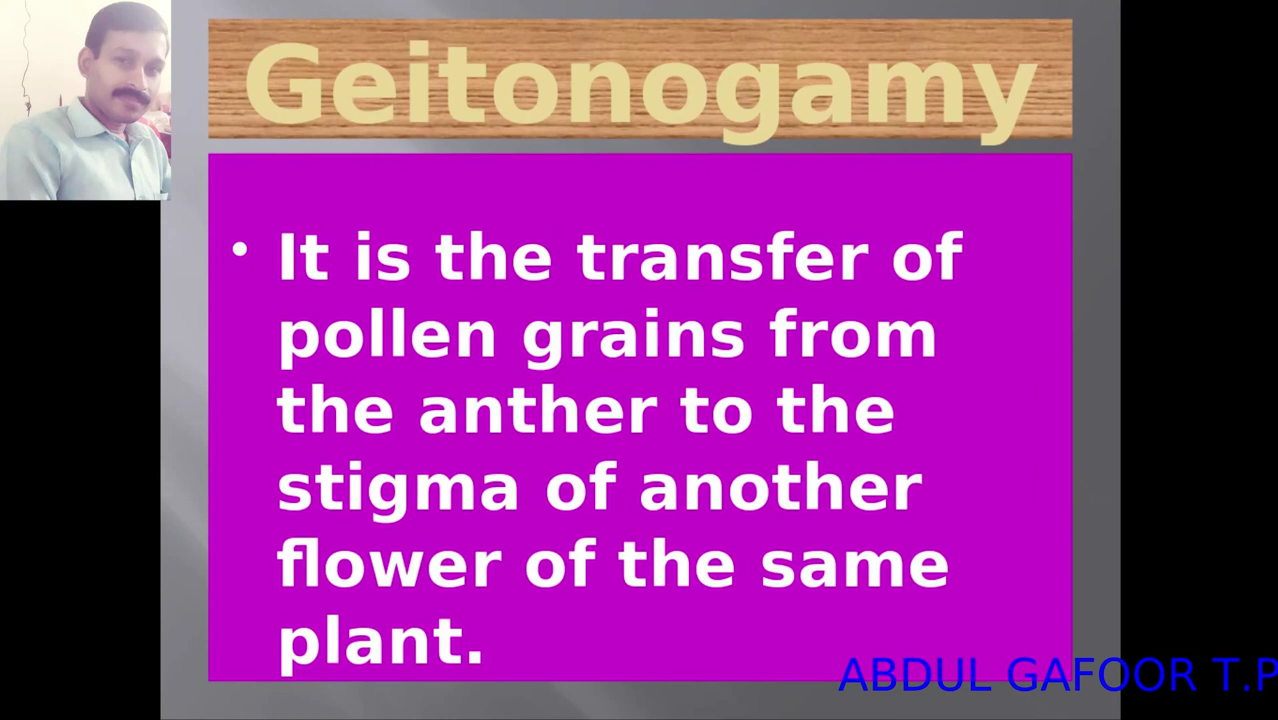 Geitonogamy
• It is the transfer of
pollen grains from
the anther to the
stigma of another
flower of the same
plant.
ABDUL GAFOOR T.P